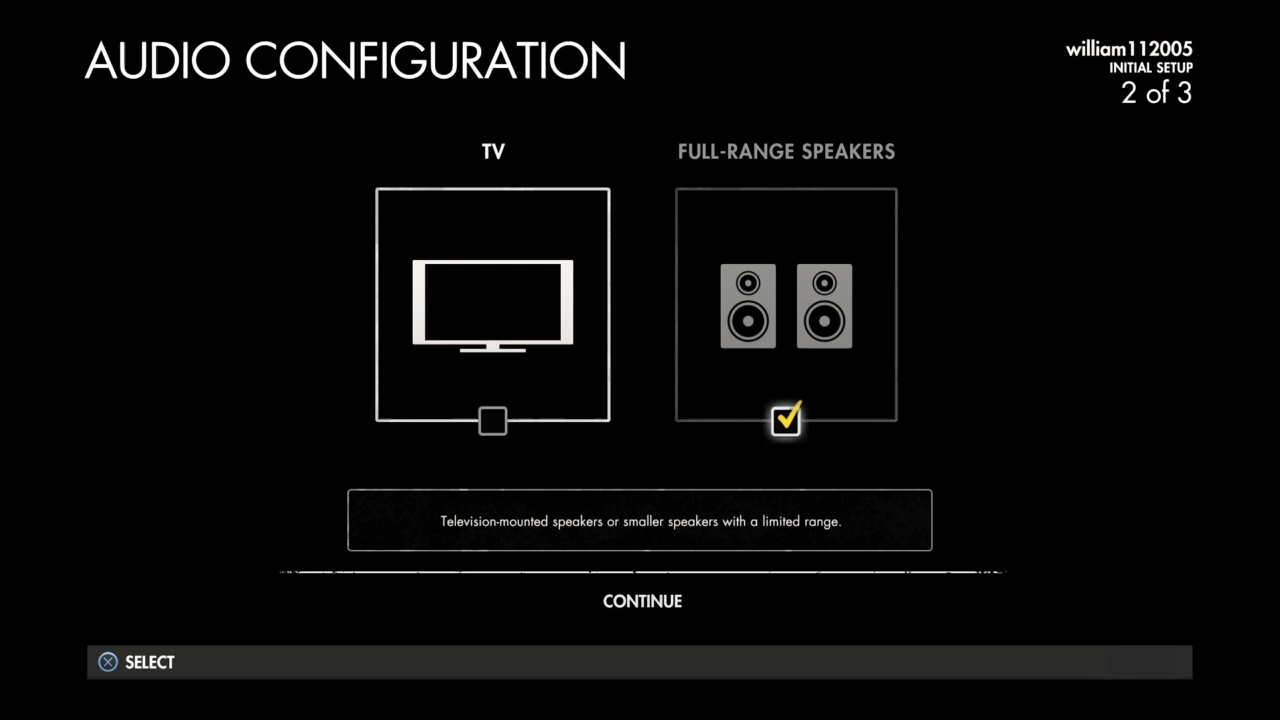 AUDIO CONFIGURATION
william112005
INITIAL SETUP
2 of 3
TV
FULL-RANGE SPEAKERS
Television-mounted speakers or smaller speakers with a limited range.
CONTINUE
SELECT